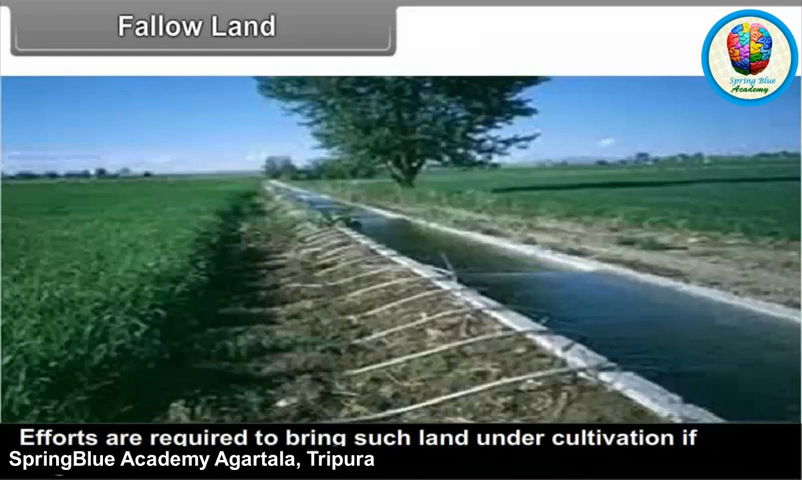 Fallow Land
Spring Blue
Academy
Efforts are required to bring such land under cultivation if
SpringBlue Academy Agartala, Tripura